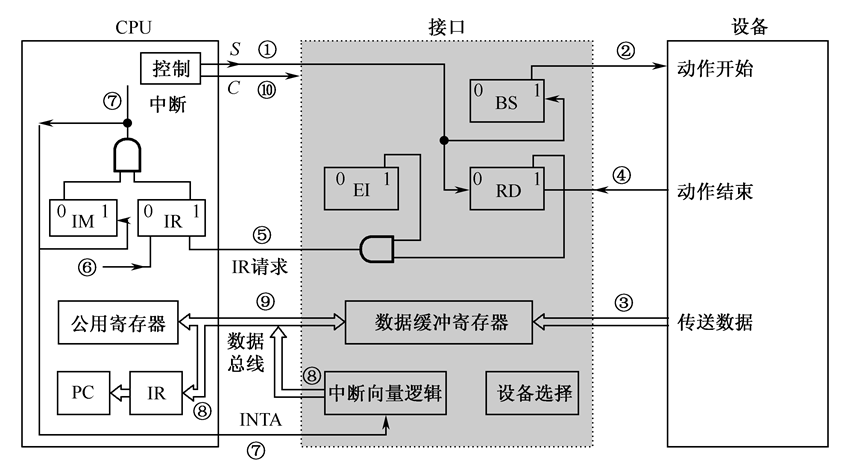 CPU
接口
设备
控制
S ①
C ⑩
⑦ 中断
0 1
BS
②
动作开始
0 1
EI
0 1
RD
④
动作结束
0 1
IM
0 1
IR
⑤
IR请求
⑥
公用寄存器
⑨
数据
总线
数据缓冲寄存器
③
传送数据
PC
IR
⑧
⑧
中断向量逻辑
设备选择
INTA
⑦